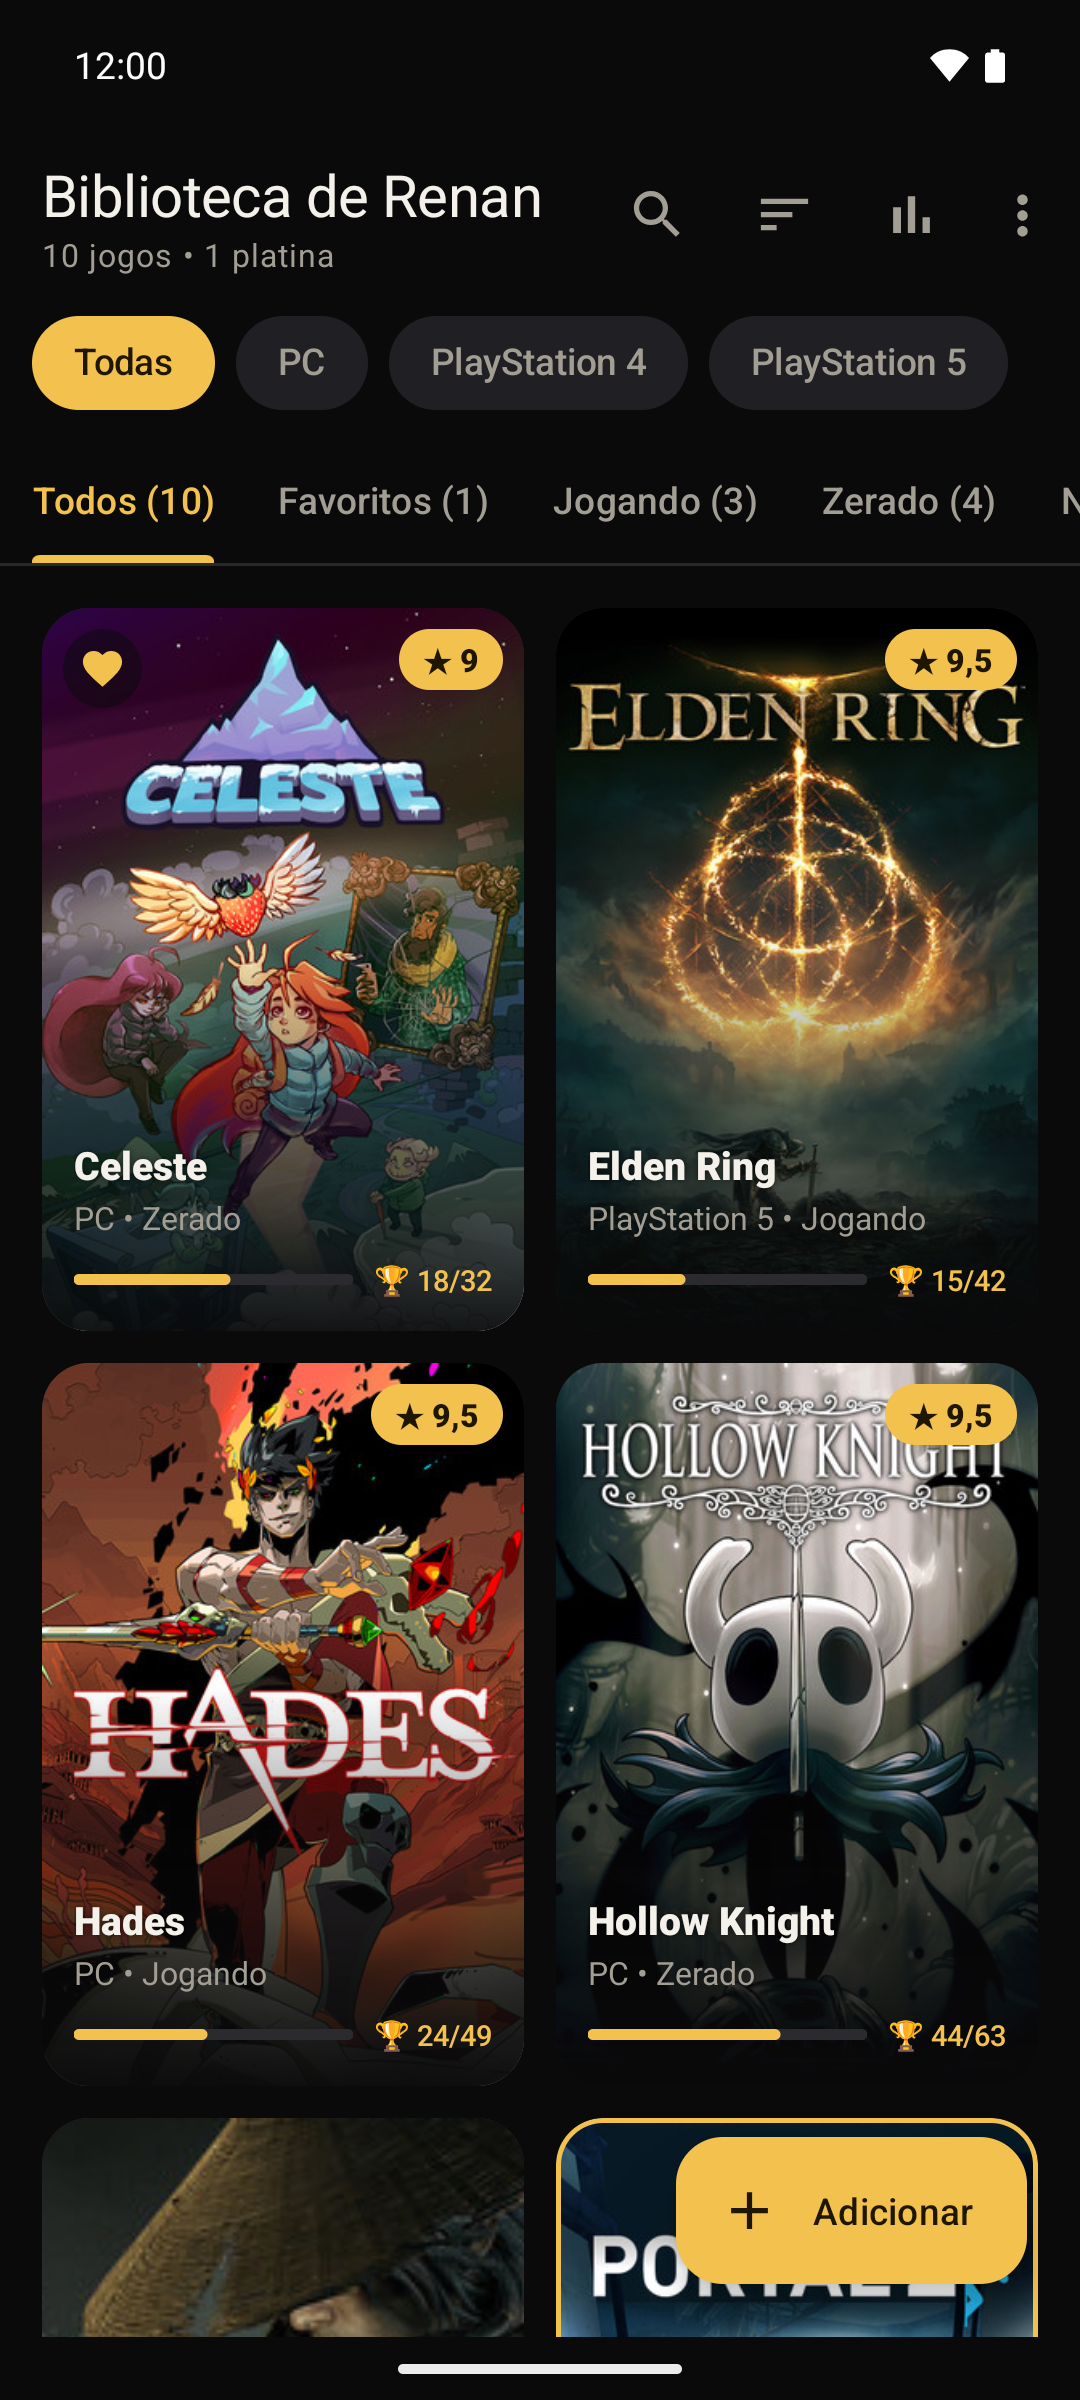 12:00
Biblioteca de Renan
10 jogos • 1 platina
Todas
PC
PlayStation 4
PlayStation 5
Todos (10)
Favoritos (1)
Jogando (3)
Zerado (4)
N
★ 9
CELESTE
Celeste
PC • Zerado
🏆 18/32
★ 9,5
ELDEN RING
Elden Ring
PlayStation 5 • Jogando
🏆 15/42
★ 9,5
HADES
Hades
PC • Jogando
🏆 24/49
★ 9,5
HOLLOW KNIGHT
Hollow Knight
PC • Zerado
🏆 44/63
PORTAL 2
+ Adicionar